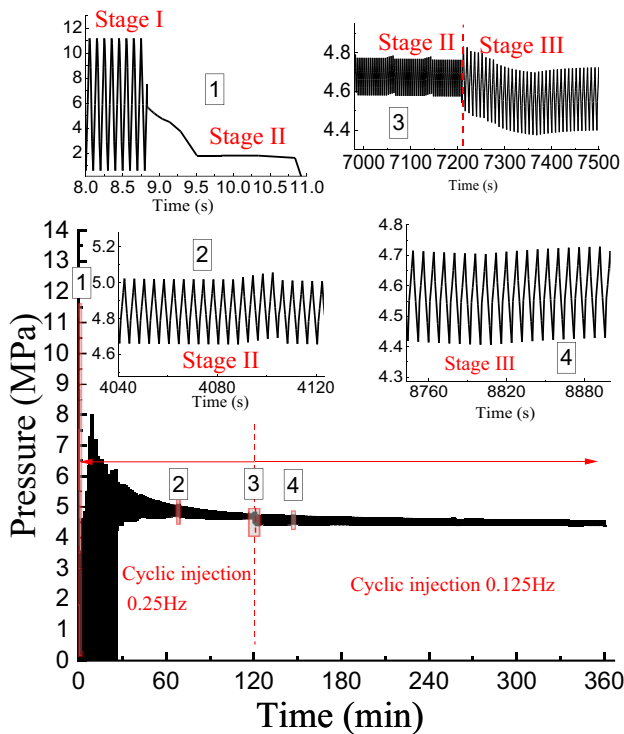 Stage I
12
10
8
6
4
2
1
Stage II
8.0 8.5 9.0 9.5 10.0 10.5 11.0
Time (s)
4.8
4.6
4.4
Stage II
Stage III
3
7000 7100 7200 7300 7400 7500
Time (s)
5.2
5.0
4.8
4.6
2
Stage II
4040 4080 4120
Time (s)
4.8
4.7
4.6
4.5
4.4
4.3
Stage III
4
8760 8820 8880
Time (s)
Pressure (MPa)
14
13
12
11
10
9
8
7
6
5
4
3
2
1
0
1
2
3
4
Cyclic injection
0.25Hz
Cyclic injection 0.125Hz
0 60 120 180 240 300 360
Time (min)